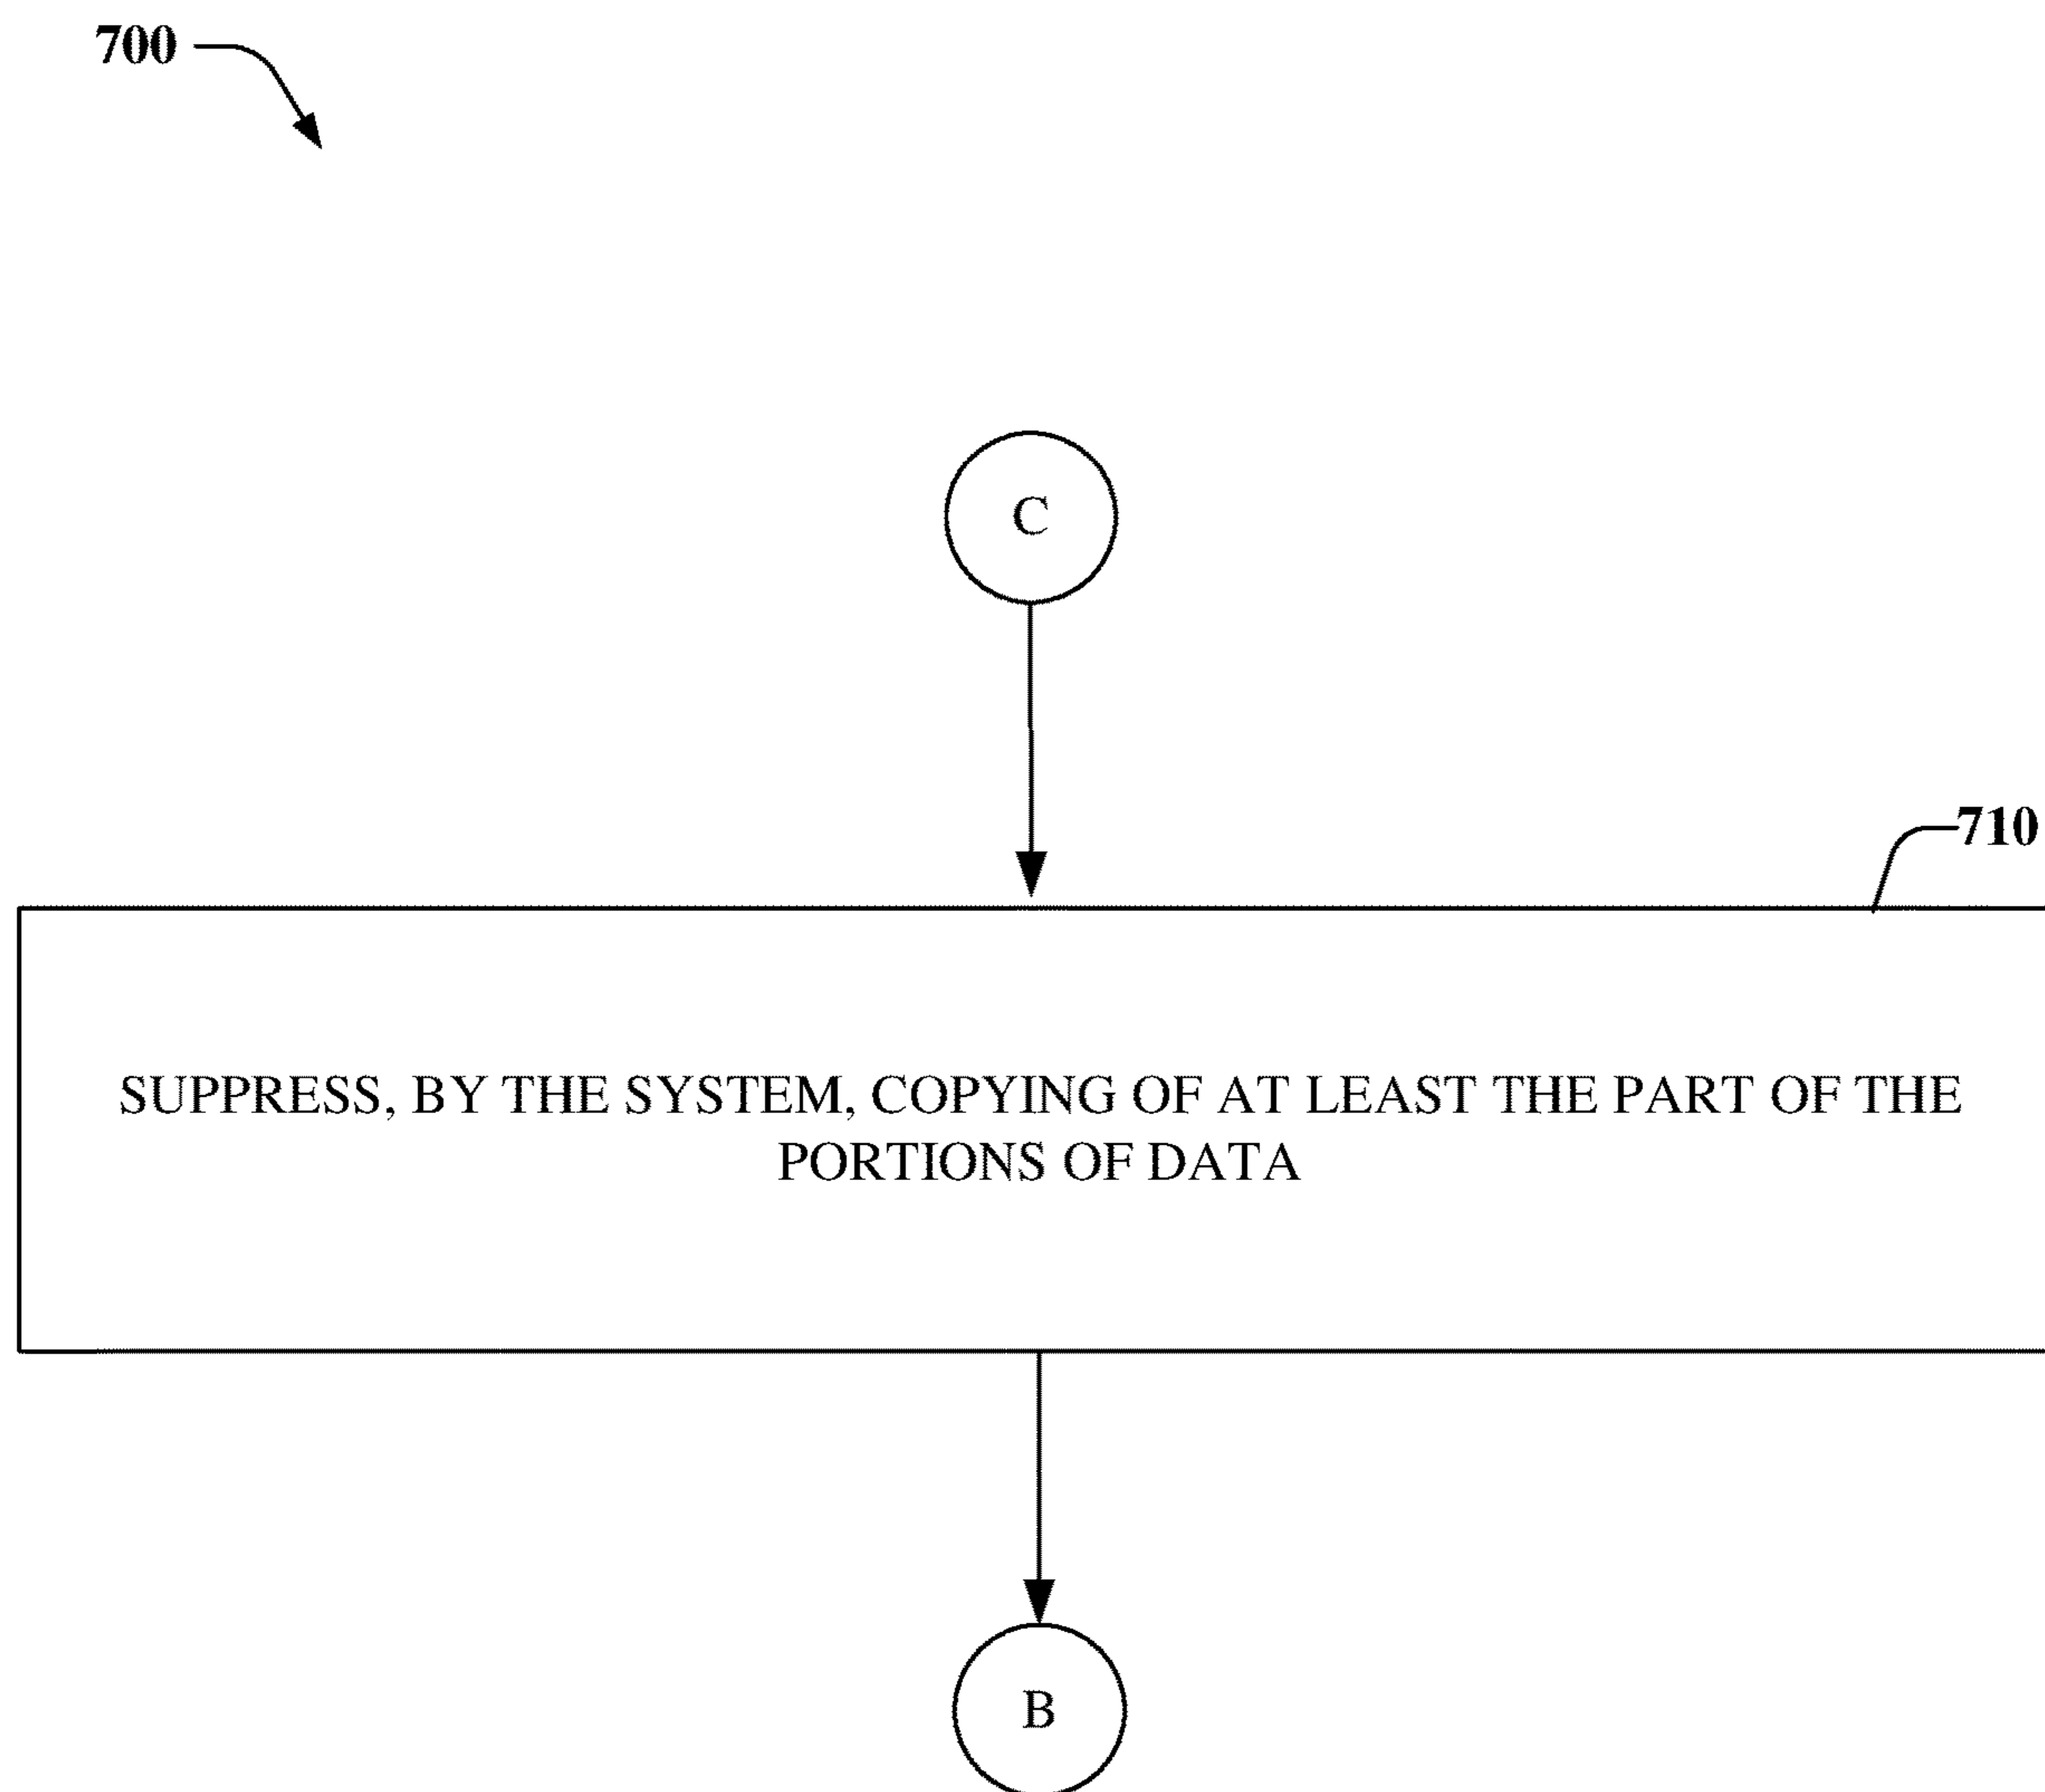 700
C
710
SUPPRESS, BY THE SYSTEM, COPYING OF AT LEAST THE PART OF THE
PORTIONS OF DATA
B